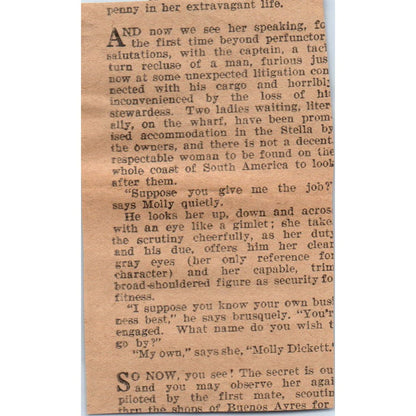 penny in her extravagant life.
AND now we see her speaking, fo
the first time beyond perfunctor
salutations, with the captain, a taci
turn recluse of a man, furious jus
now at some unexpected litigation con
nected with his cargo and horribly
inconvenienced by the loss of his
stewardess. Two ladies waiting, liter
ally, on the wharf, have been prom
ised accommodation in the Stella by
the owners, and there is not a decent
respectable woman to be found on the
whole coast of South America to look
after them.
"Suppose you give me the job?
says Molly quietly.
He looks her up, down and acros
with an eye like a gimlet; she take
the scrutiny cheerfully, as her duty
and his due, offers him her clear
gray eyes (her only reference fo
character) and her capable, trim
broad-shouldered figure as security fo
fitness.
"I suppose you know your own busi
ness best," he says brusquely. "You'r
engaged. What name do you wish t
go by?"
"My own," says she, "Molly Dickett.'
SO NOW, you see! The secret is ou
and you may observe her agai
piloted by the first mate, scoutin
thru the shops of Buenos Ayres for